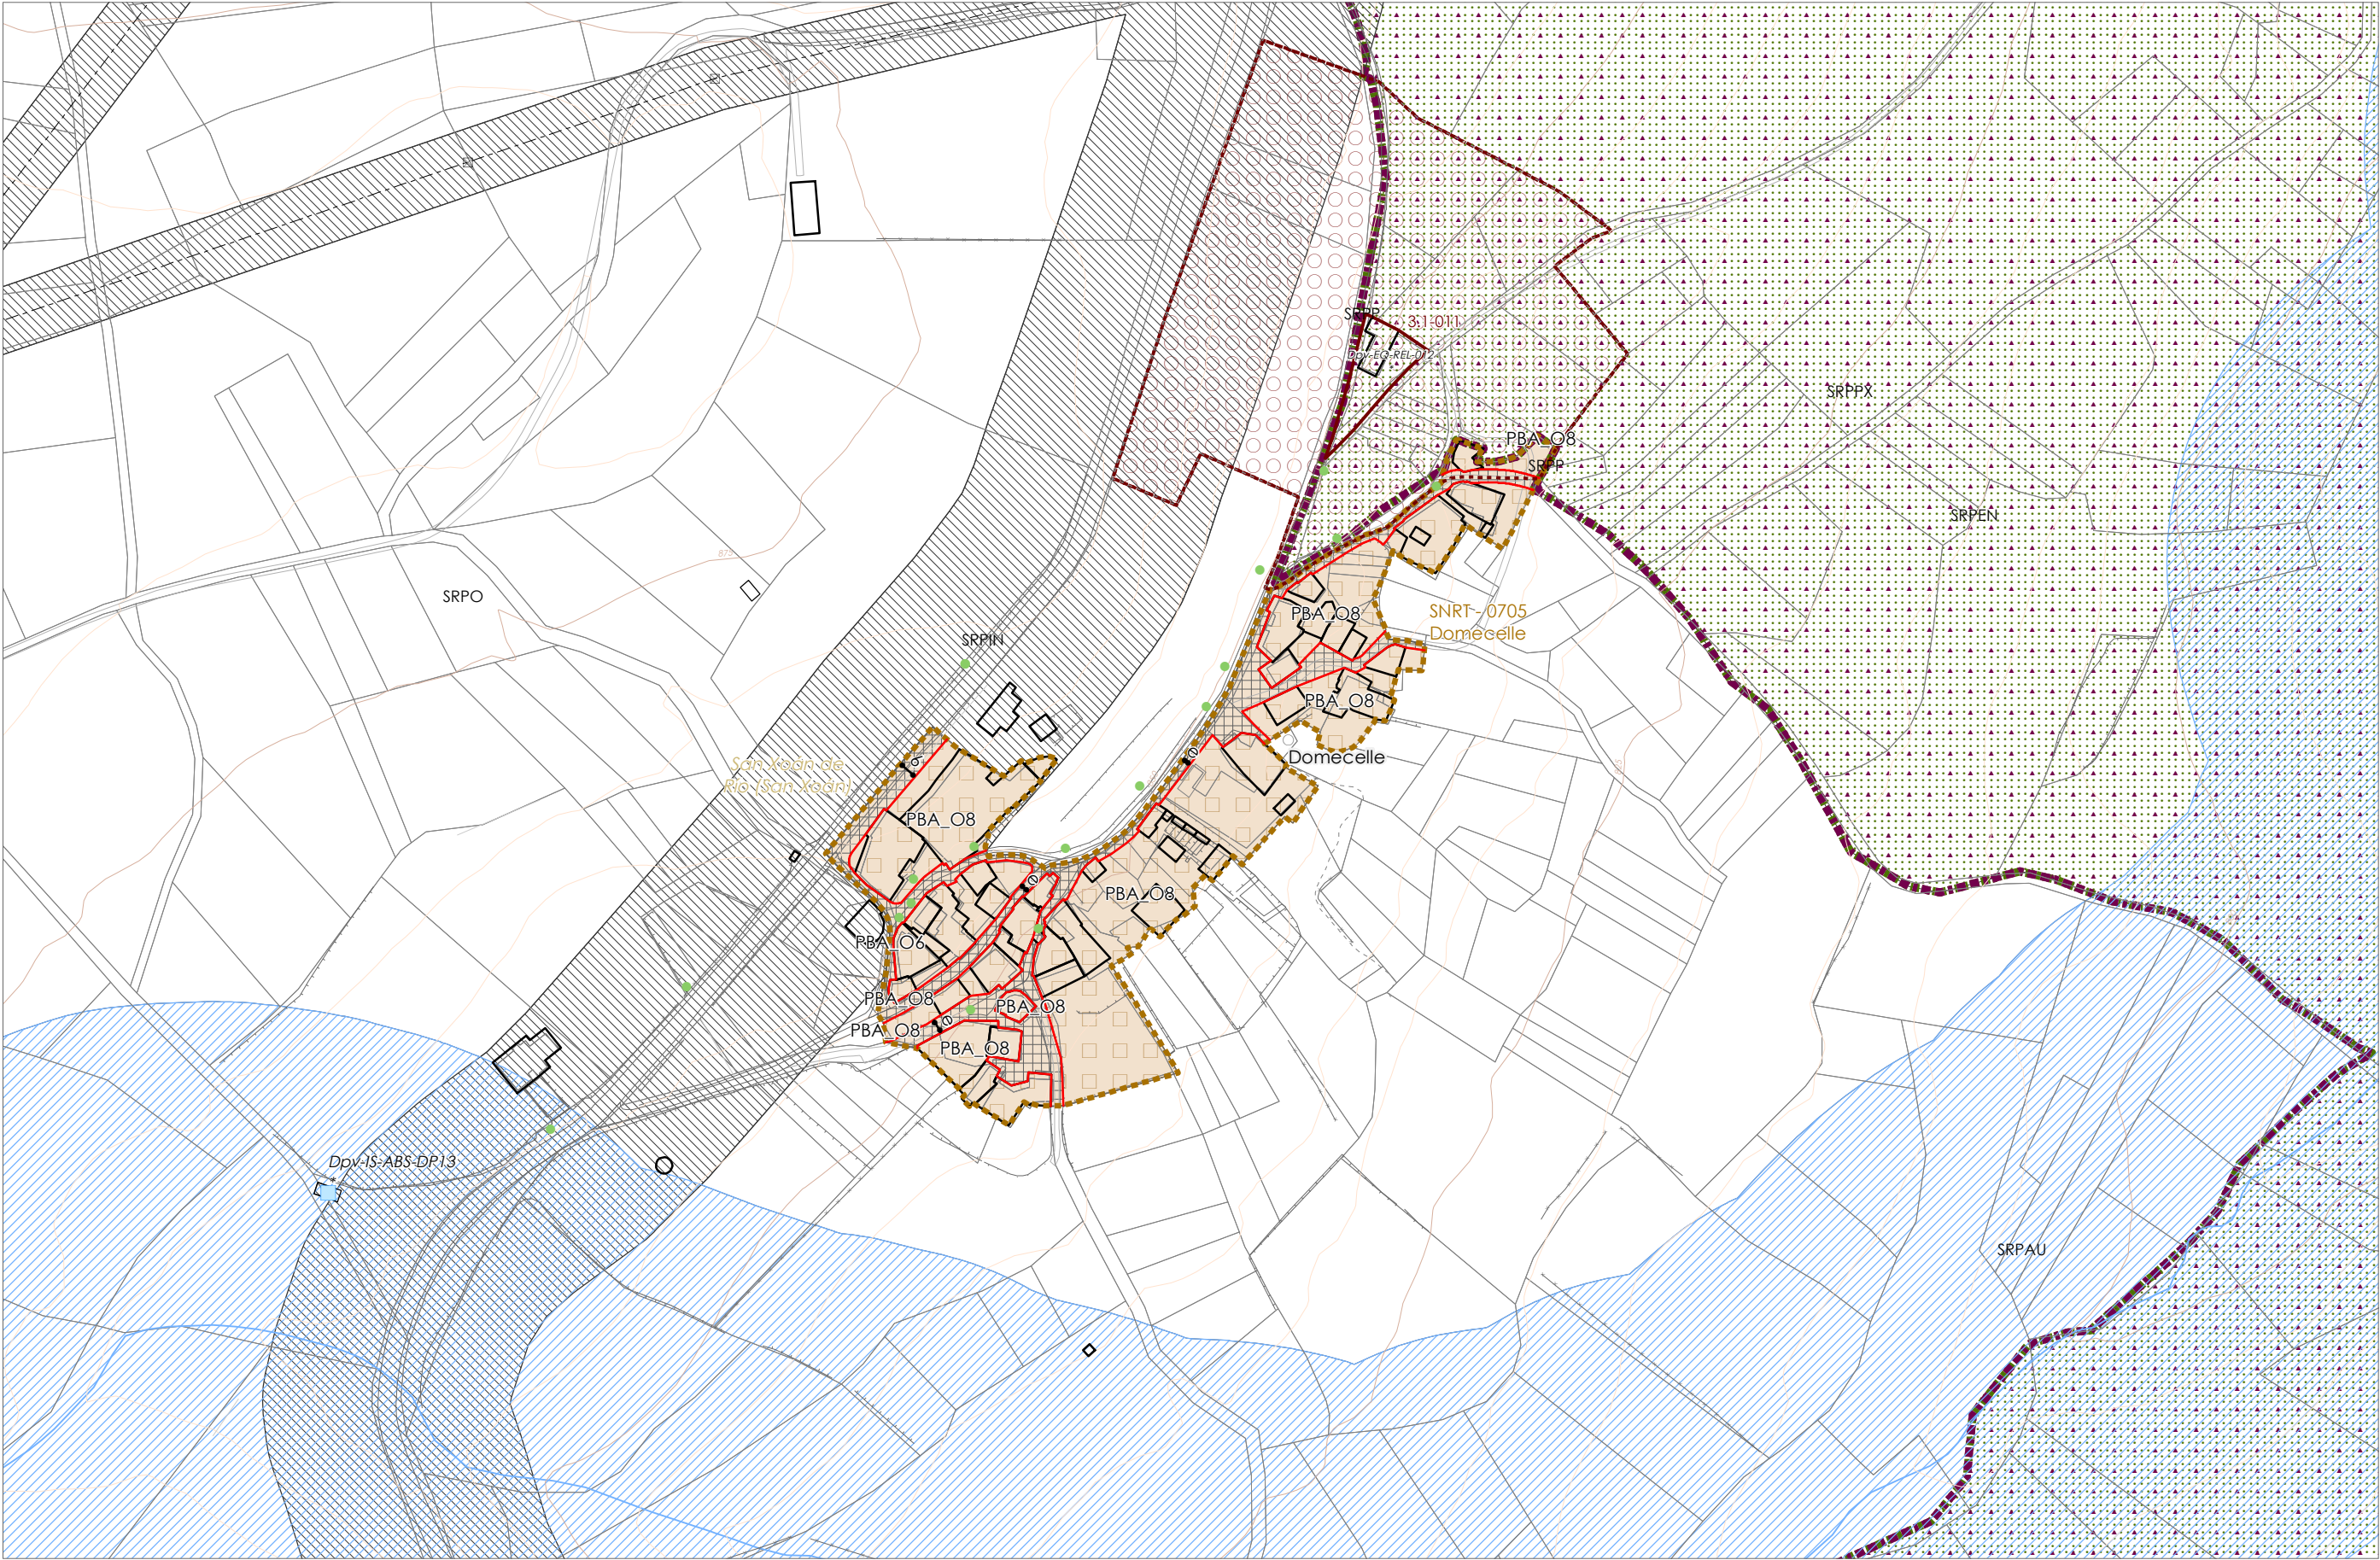 SRPP
3.1-011
Dpv-EQ-REL-012
SRPPX
PBA_O8
SRPP
SRPEN
875
SRPO
PBA_O8
SNRT - 0705
Domecelle
SRPIN
PBA_O8
Domecelle
San Xoán de
Río (San Xoán)
PBA_O8
PBA_O8
PBA_O6
PBA_O8
PBA_O8
PBA_O8
PBA_O8
Dpv-IS-ABS-DP13
SRPAU